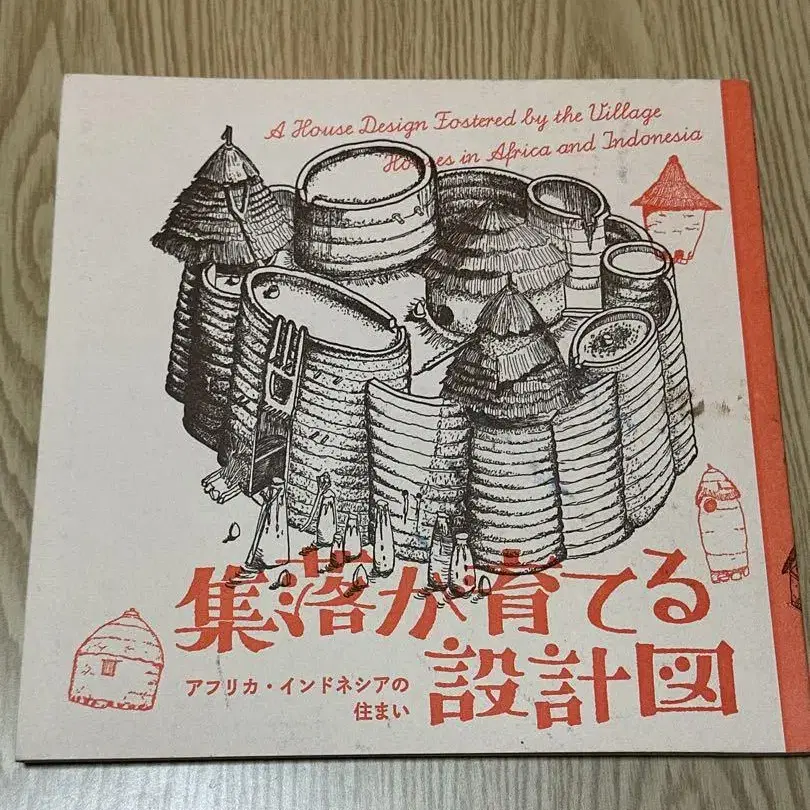 A House Design Fostered by the Village
Houses in Africa and Indonesia
集落が育てる
設計図
アフリカ・インドネシアの
住まい